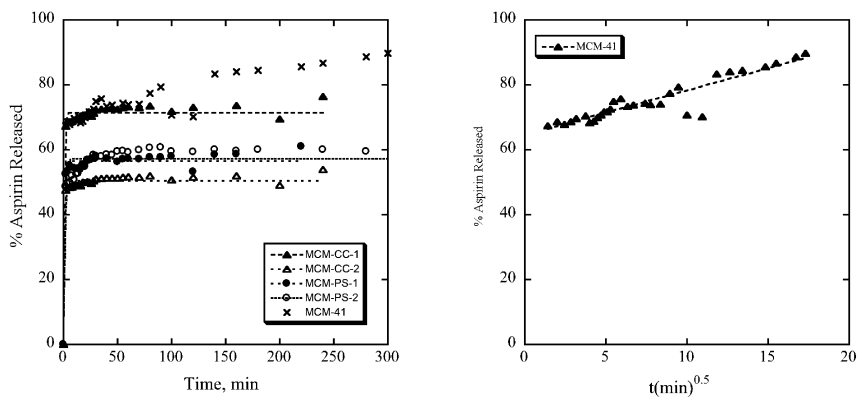 100
80
60
40
20
0
% Aspirin Released
MCM-CC-1
MCM-CC-2
MCM-PS-1
MCM-PS-2
MCM-41
0 50 100 150 200 250 300
Time, min
100
80
60
40
20
0
% Aspirin Released
MCM-41
0 5 10 15 20
t(min)^0.5